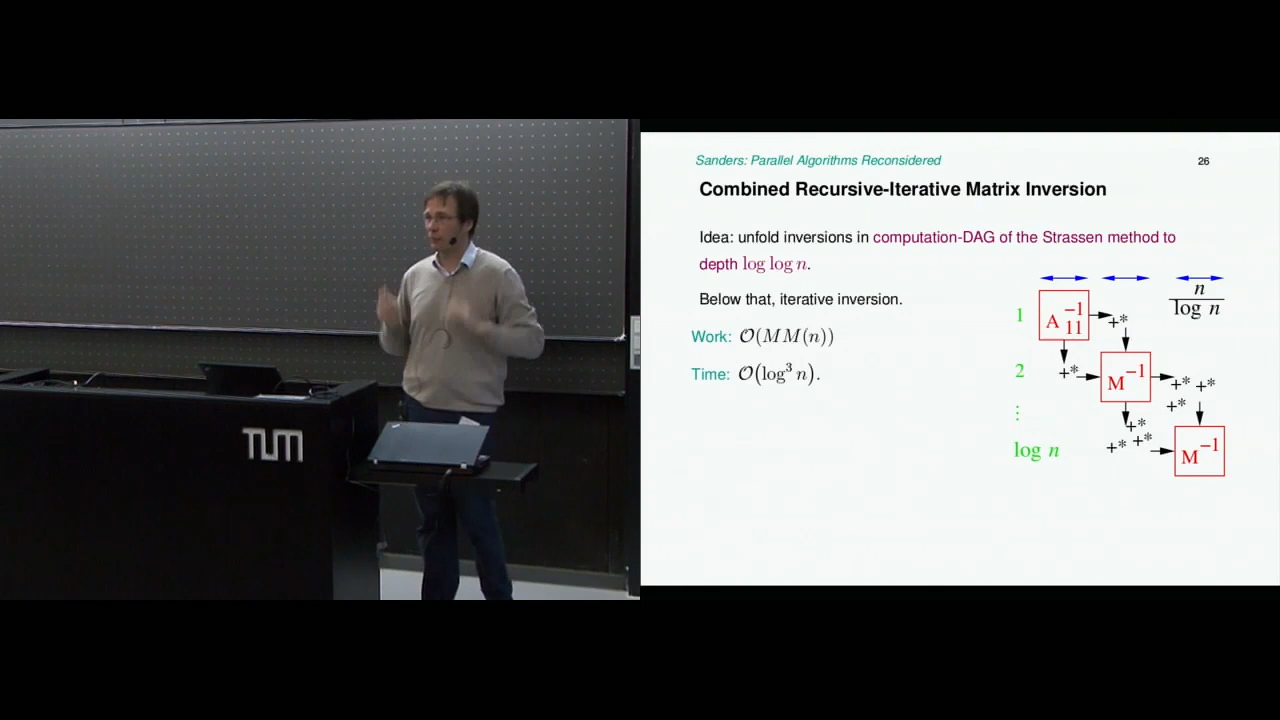 TUM
Sanders: Parallel Algorithms Reconsidered 26
Combined Recursive-Iterative Matrix Inversion
Idea: unfold inversions in computation-DAG of the Strassen method to
depth log log n.
Below that, iterative inversion.
Work: O(MM(n))
Time: O(log³ n).
n
log n
1
A₁₁⁻¹
+*
2
+*
M⁻¹
+* +*
+*
⋮
+*
log n
+* +*
M⁻¹